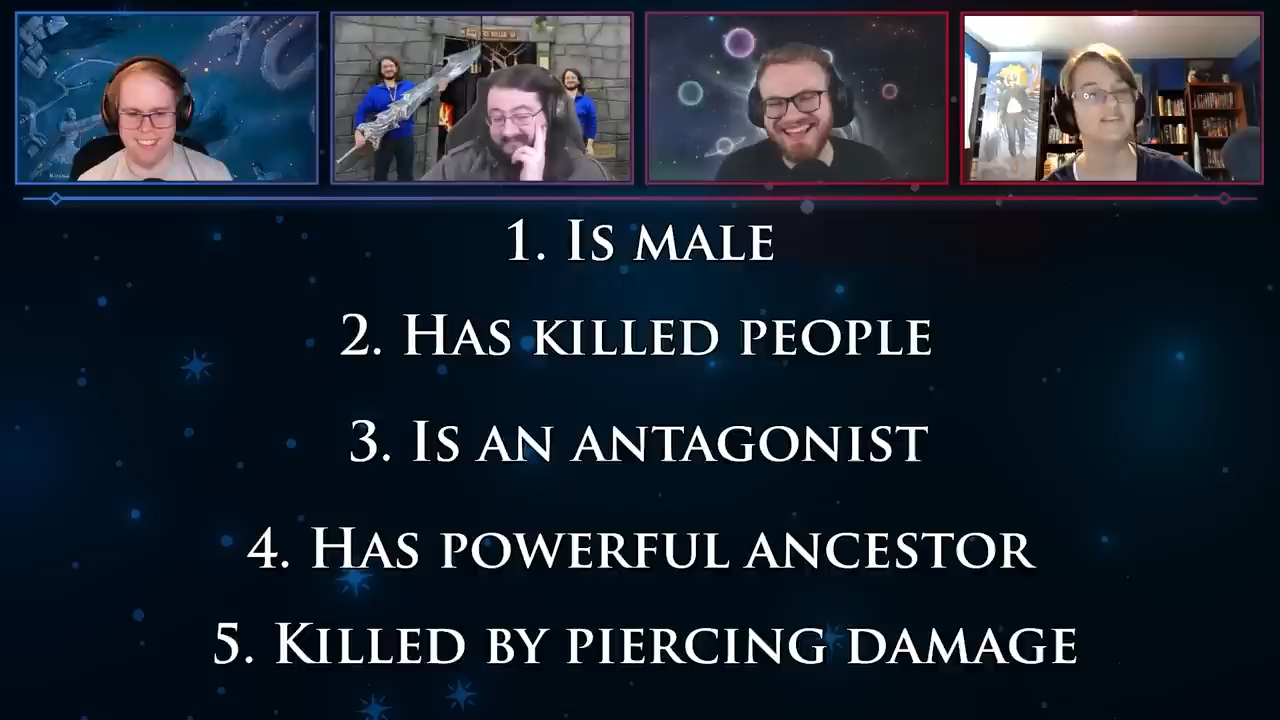 1. Is male
2. Has killed people
3. Is an antagonist
4. Has powerful ancestor
5. Killed by piercing damage